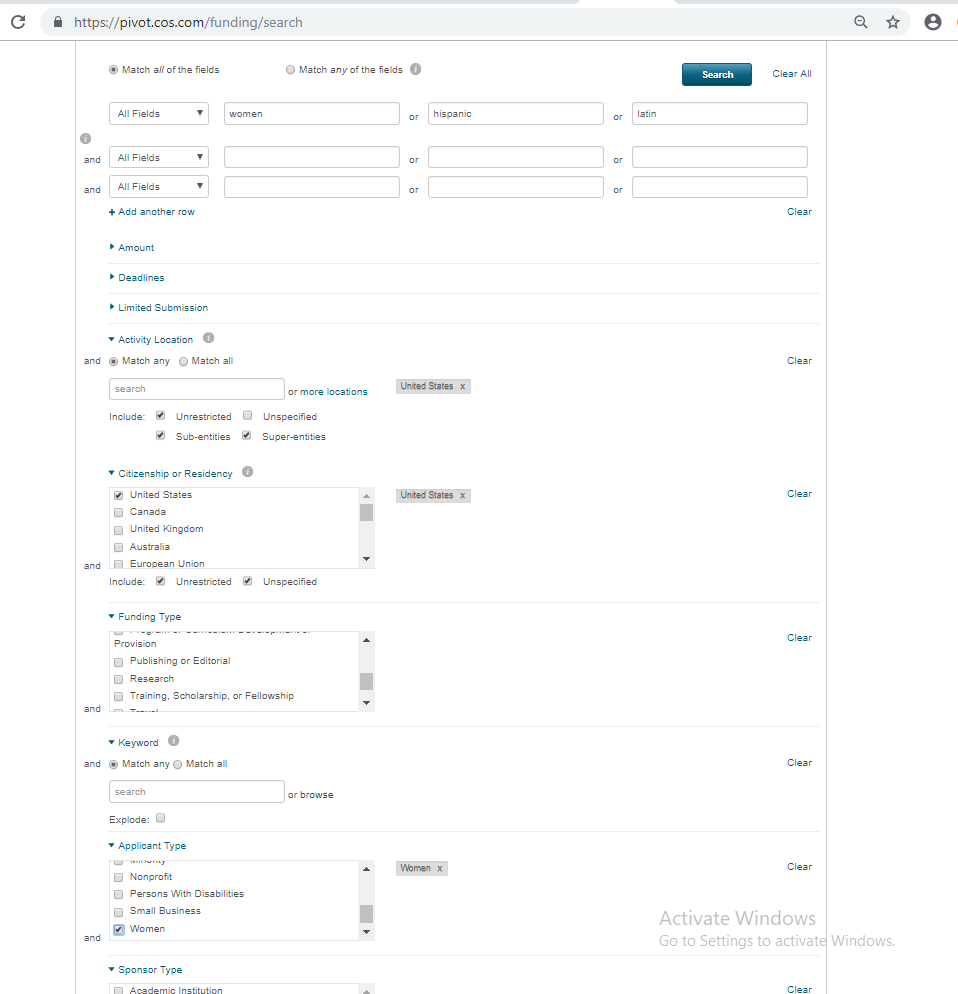 https://pivot.cos.com/funding/search
Match all of the fields Match any of the fields i Search Clear All
All Fields women or hispanic or latin
i
and All Fields or or
and All Fields or or
+ Add another row Clear
Amount
Deadlines
Limited Submission
Activity Location i
and Match any Match all Clear
search or more locations United States x
Include: Unrestricted Unspecified
Sub-entities Super-entities
Citizenship or Residency i
United States United States x Clear
Canada
United Kingdom
Australia
European Union
and
Include: Unrestricted Unspecified
Funding Type
Clear
Provision
Publishing or Editorial
Research
Training, Scholarship, or Fellowship
Travel
and
Keyword i
and Match any Match all Clear
search or browse
Explode:
Applicant Type
Minority Women x Clear
Nonprofit
Persons With Disabilities
Small Business
Women
and
Activate Windows
Go to Settings to activate Windows.
Sponsor Type
Academic Institution Clear